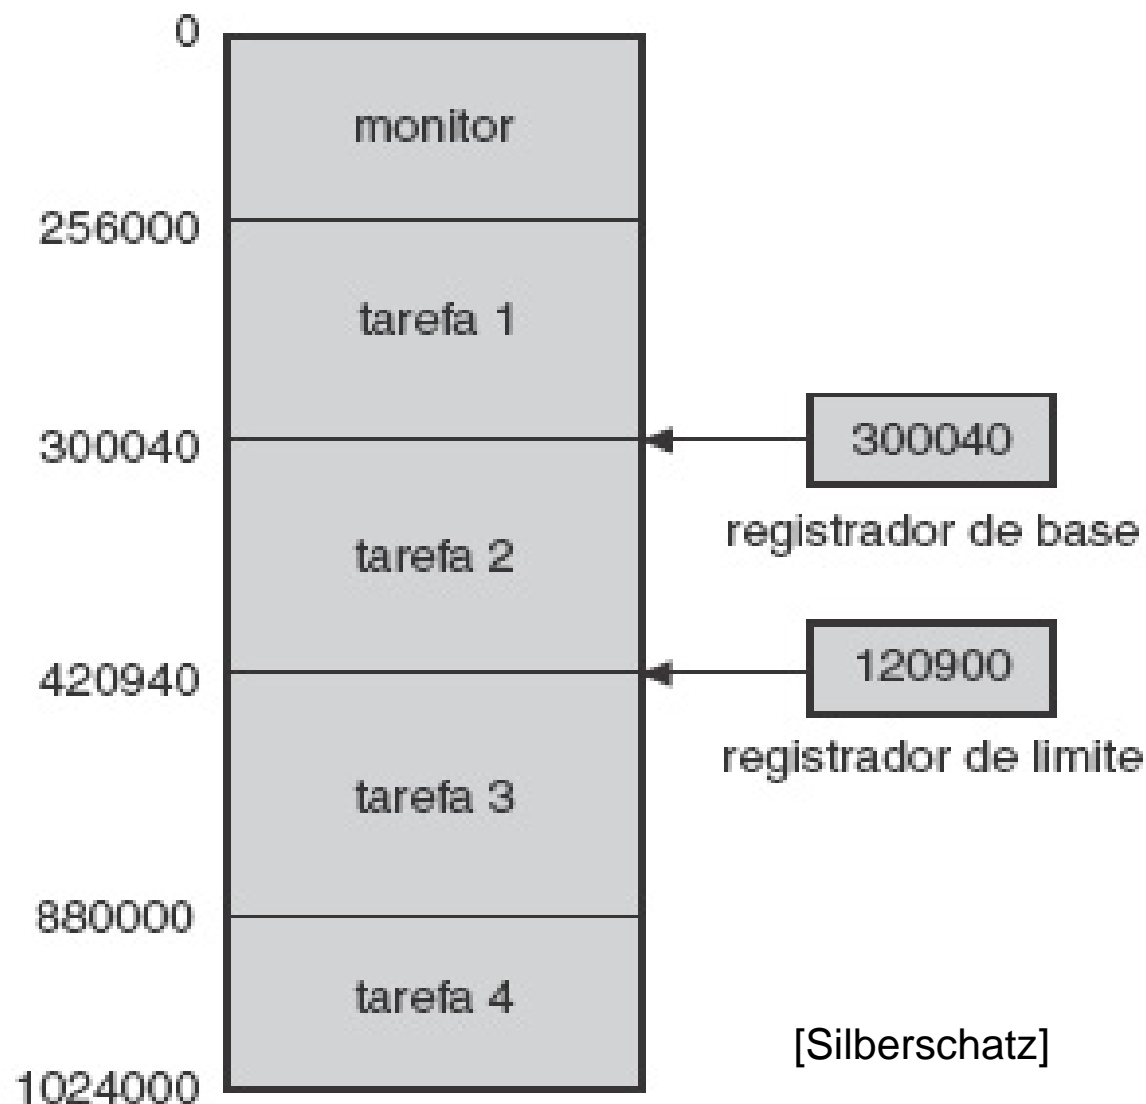 0
monitor
256000
tarefa 1
300040
300040
registrador de base
tarefa 2
420940
120900
registrador de limite
tarefa 3
880000
tarefa 4
[Silberschatz]
1024000